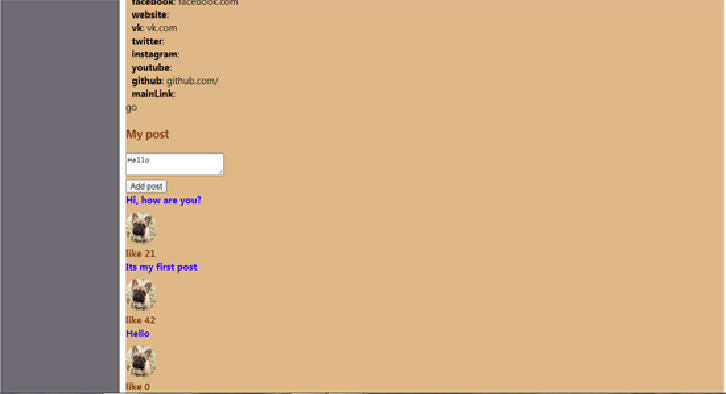 facebook: facebook.com
website:
vk: vk.com
twitter:
instagram:
youtube:
github: github.com/
mainLink:
go
My post
Hello
Add post
Hi, how are you?
like 21
Its my first post
like 42
Hello
like 0